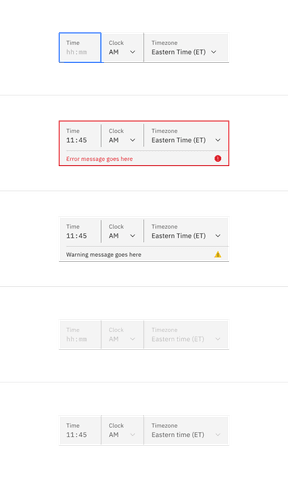 Time Clock Timezone
hh:mm AM Eastern Time (ET)
Time Clock Timezone
11:45 AM Eastern Time (ET)
Error message goes here
Time Clock Timezone
11:45 AM Eastern Time (ET)
Warning message goes here
Time Clock Timezone
hh:mm AM Eastern time (ET)
Time Clock Timezone
11:45 AM Eastern time (ET)